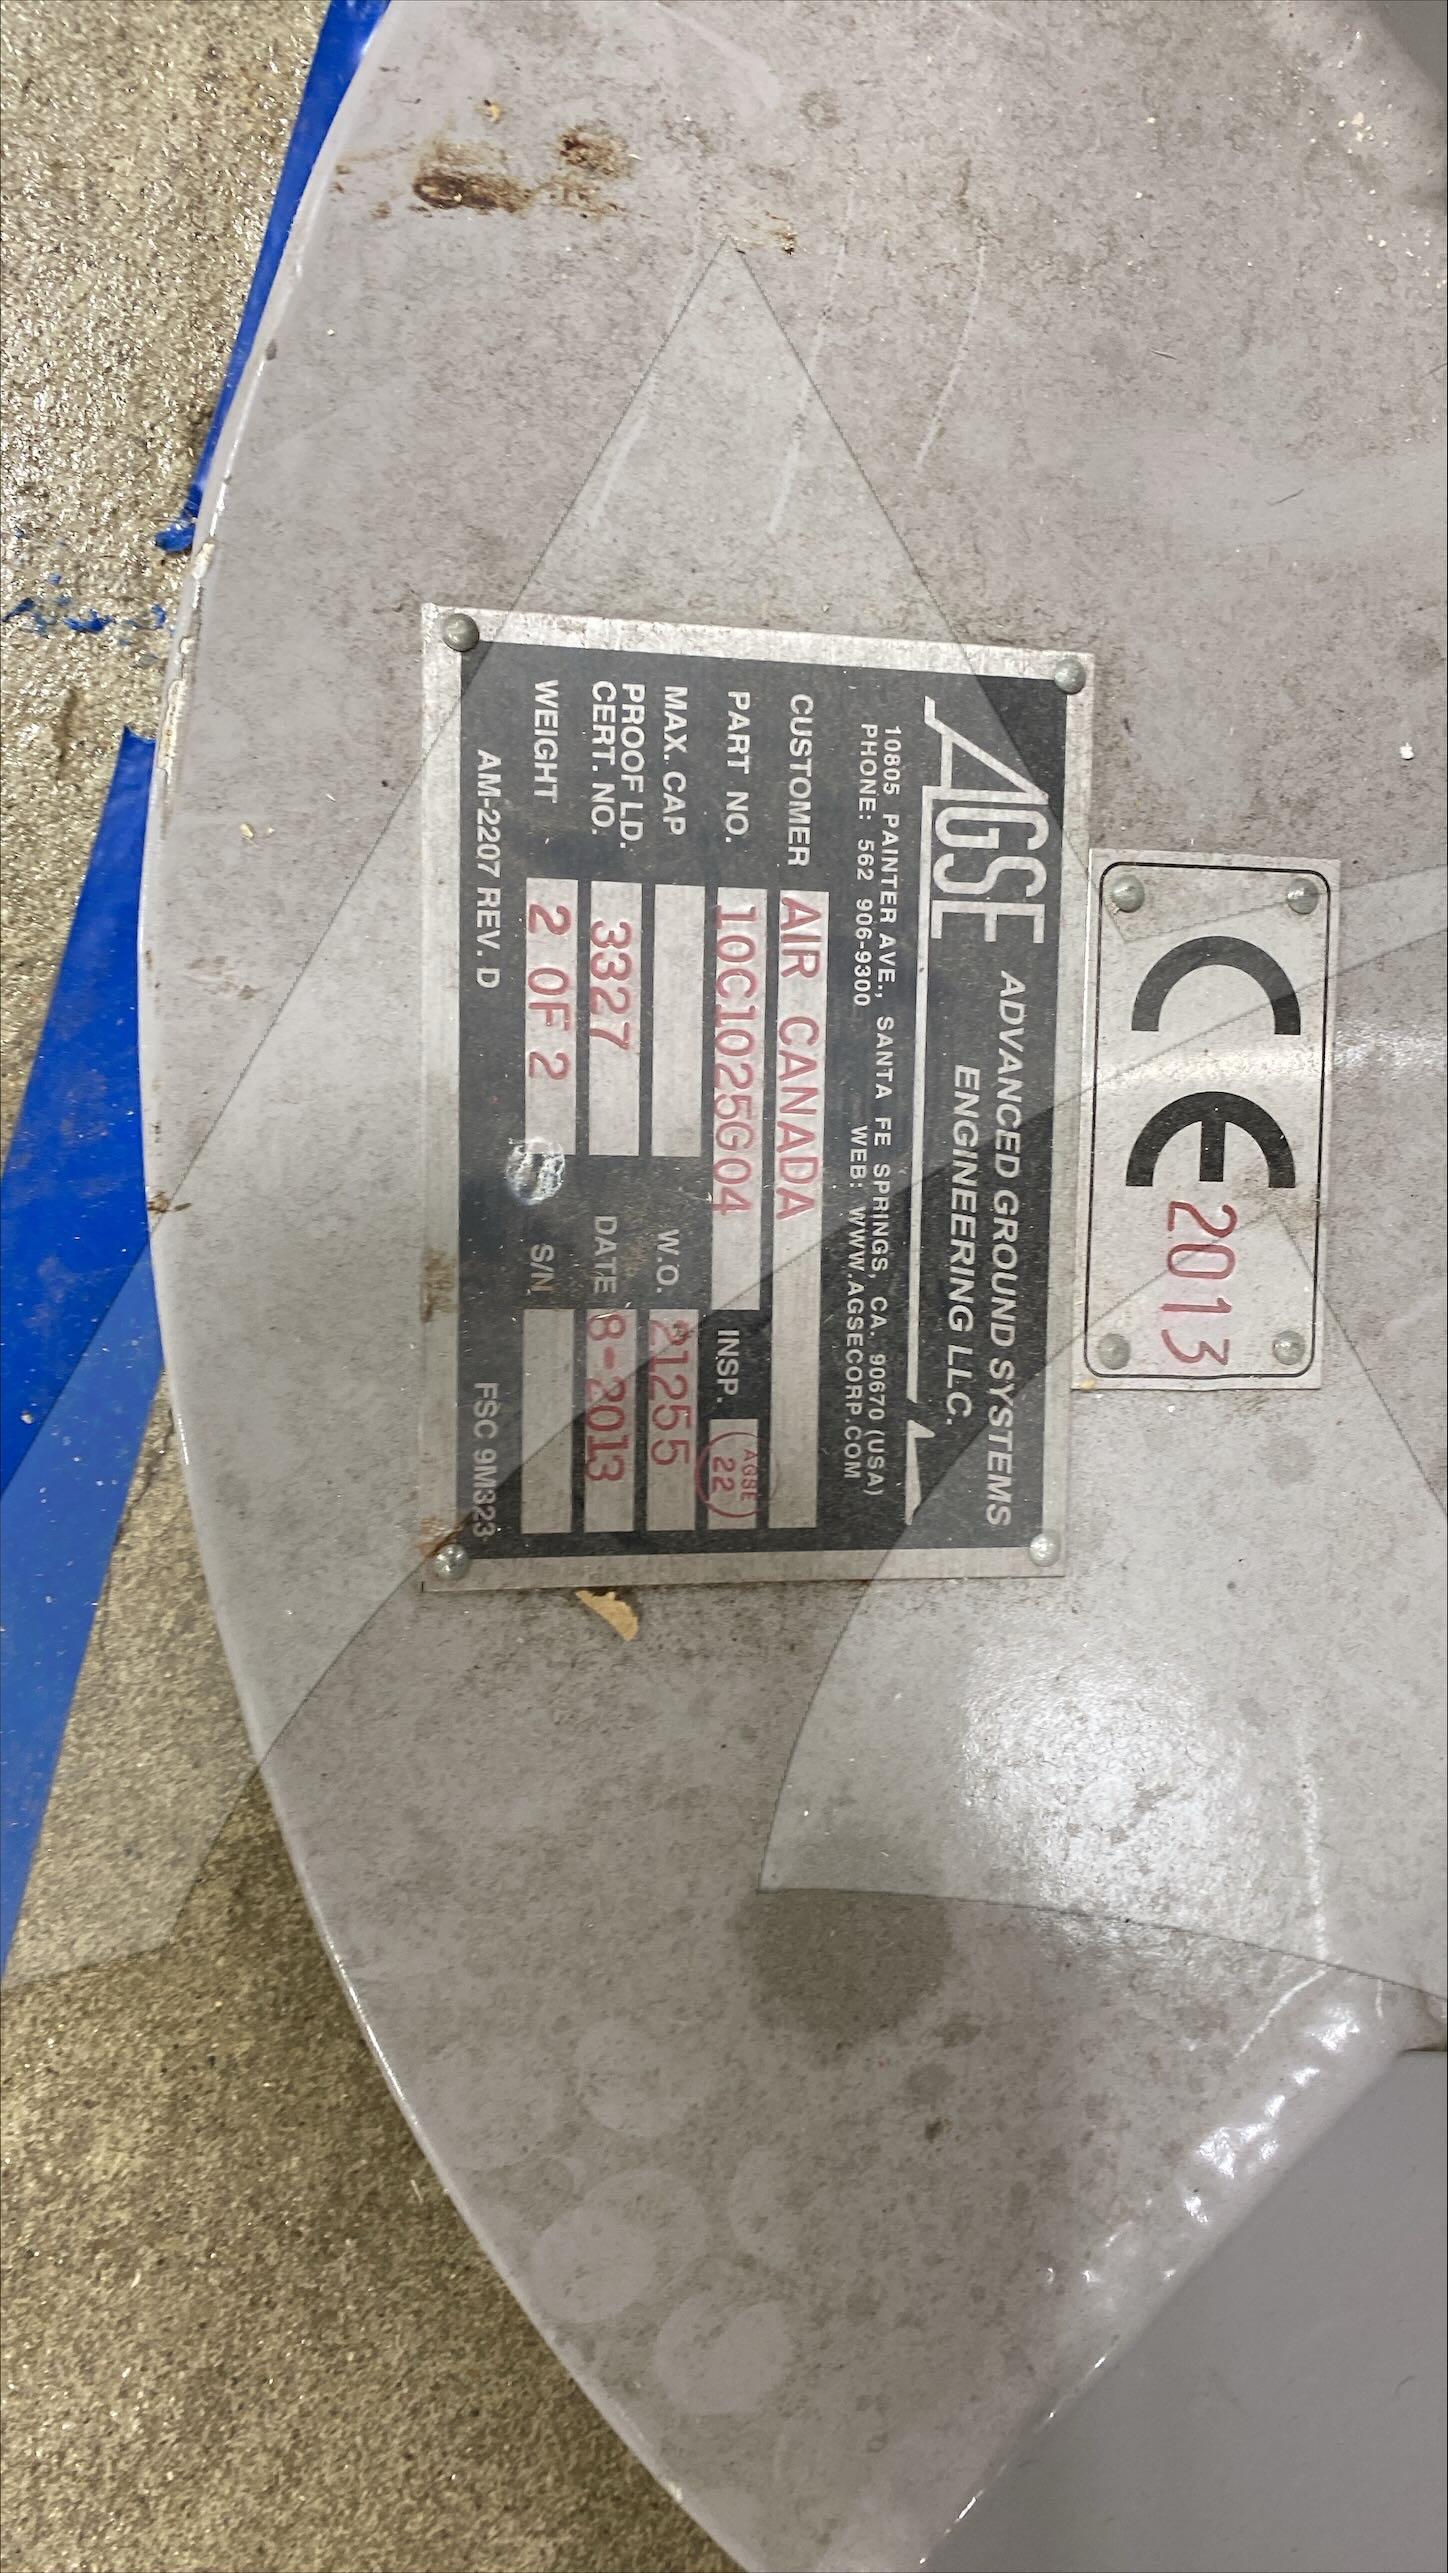 AGSE ADVANCED GROUND SYSTEMS
ENGINEERING LLC.
10805 PAINTER AVE., SANTA FE SPRINGS, CA. 90670 (USA)
PHONE: 562 906-9300 WEB: WWW.AGSECORP.COM
CUSTOMER AIR CANADA
PART NO. 10C1025G04 INSP. AGSE 22
MAX. CAP W.O. 21255
PROOF LD.
CERT. NO. 3327 DATE 8-2013
WEIGHT 2 OF 2 S/N
AM-2207 REV. D FSC 9M323
CE 2013